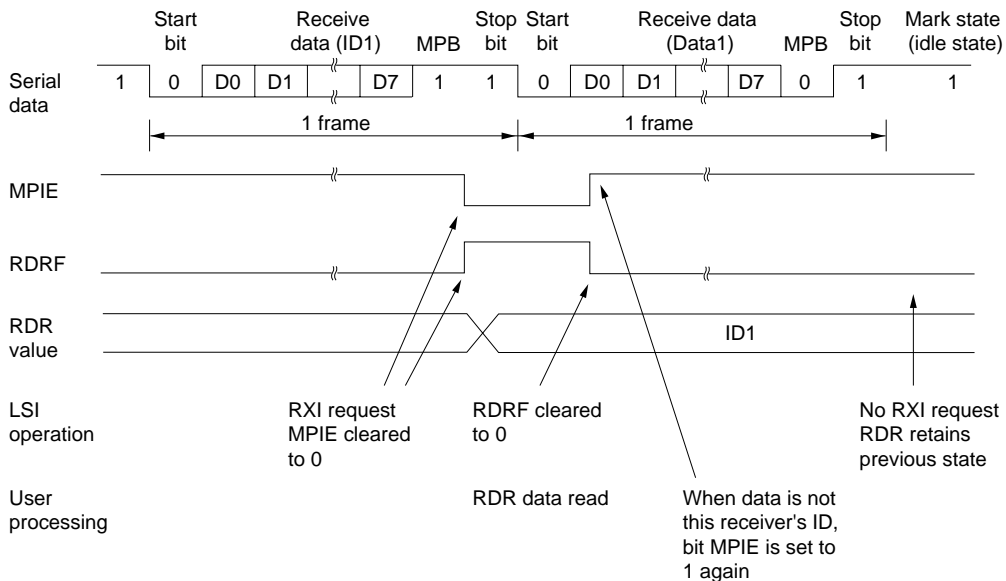 Start bit
Receive data (ID1)
MPB
Stop bit
Start bit
Receive data (Data1)
MPB
Stop bit
Mark state (idle state)
Serial data
1 0 D0 D1 D7 1 1 0 D0 D1 D7 0 1 1
1 frame
1 frame
MPIE
RDRF
RDR value
ID1
LSI operation
RXI request
MPIE cleared
to 0
RDRF cleared
to 0
No RXI request
RDR retains
previous state
User processing
RDR data read
When data is not
this receiver's ID,
bit MPIE is set to
1 again